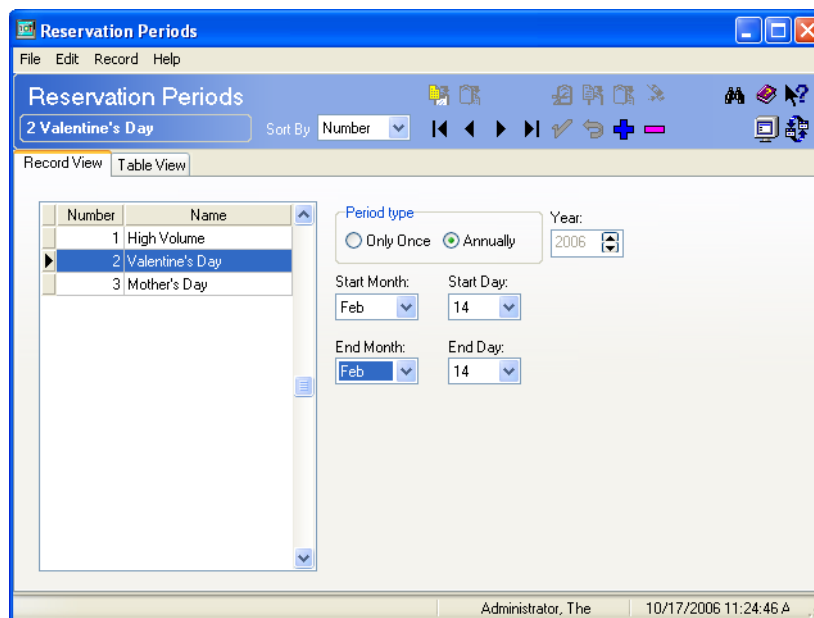 Reservation Periods
File Edit Record Help
Reservation Periods
2 Valentine's Day Sort By Number
Record View Table View
Number Name
1 High Volume
2 Valentine's Day
3 Mother's Day
Period type
Only Once Annually
Year:
2006
Start Month: Start Day:
Feb 14
End Month: End Day:
Feb 14
Administrator, The 10/17/2006 11:24:46 A